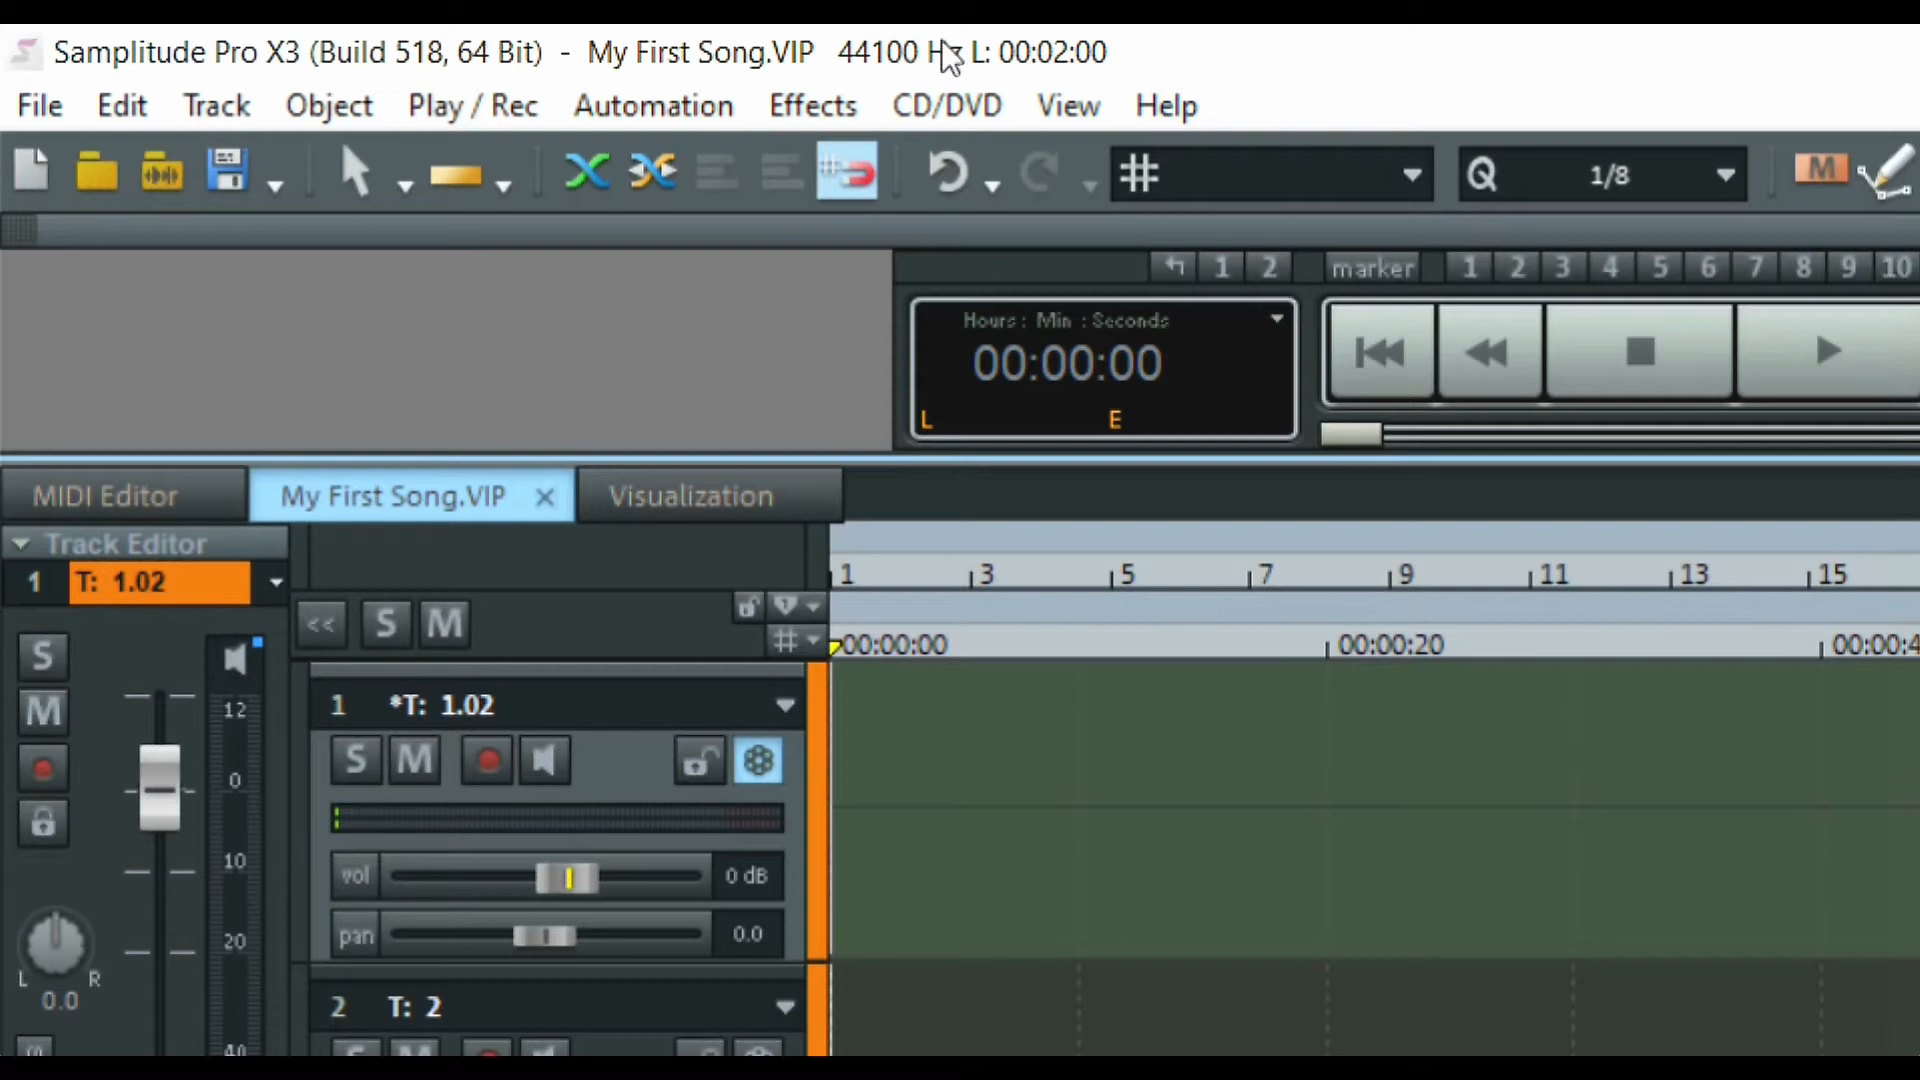 Samplitude Pro X3 (Build 518, 64 Bit) - My First Song.VIP 44100 Hz L: 00:02:00
File Edit Track Object Play / Rec Automation Effects CD/DVD View Help
# Q 1/8 M
1 2 marker 1 2 3 4 5 6 7 8 9 10
Hours : Min : Seconds
00:00:00
L E
MIDI Editor My First Song.VIP × Visualization
Track Editor
1 T: 1.02
1 3 5 7 9 11 13 15
<< S M
00:00:00 00:00:20 00:00:4
1 *T: 1.02
S M
S
M
12
0
10
20
40
vol 0 dB
pan 0.0
L R
0.0
2 T: 2
S M